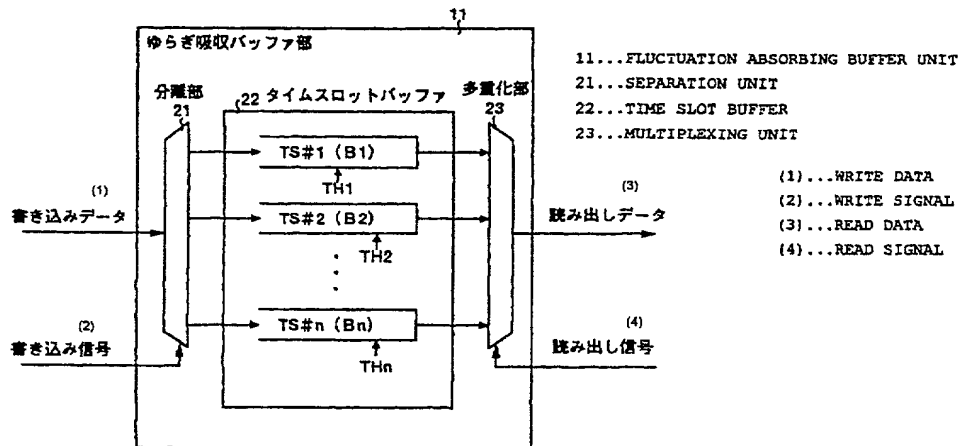 11
ゆらぎ吸収バッファ部
分離部
21
22 タイムスロットバッファ
多重化部
23
TS#1 (B1)
TH1
TS#2 (B2)
TH2
TS#n (Bn)
THn
(1)
書き込みデータ
(2)
書き込み信号
(3)
読み出しデータ
(4)
読み出し信号
11...FLUCTUATION ABSORBING BUFFER UNIT
21...SEPARATION UNIT
22...TIME SLOT BUFFER
23...MULTIPLEXING UNIT
(1)...WRITE DATA
(2)...WRITE SIGNAL
(3)...READ DATA
(4)...READ SIGNAL